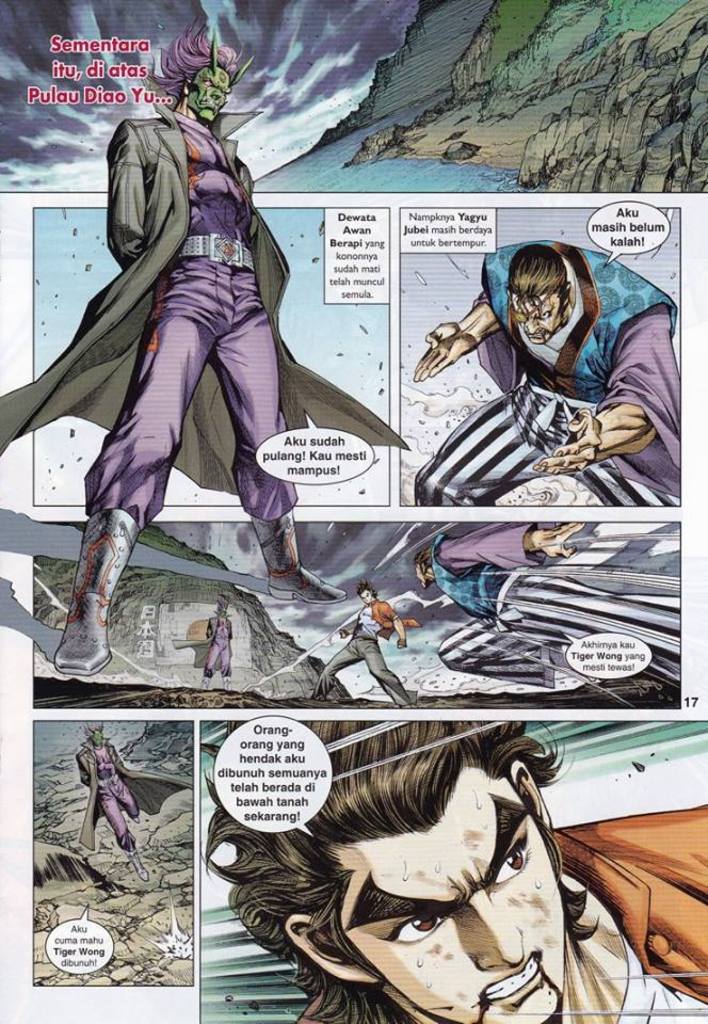 Sementara
itu, di atas
Pulau Diao Yu...
Dewata
Awan
Berapi yang
kononnya
sudah mati
telah muncul
semula.
Nampknya Yagyu
Jubei masih berdaya
untuk bertempur.
Aku
masih belum
kalah!
Aku sudah
pulang! Kau mesti
mampus!
日本
Akhirnya kau
Tiger Wong yang
mesti tewas!
17
Orang-
orang yang
hendak aku
dibunuh semuanya
telah berada di
bawah tanah
sekarang!
Aku
cuma mahu
Tiger Wong
dibunuh!